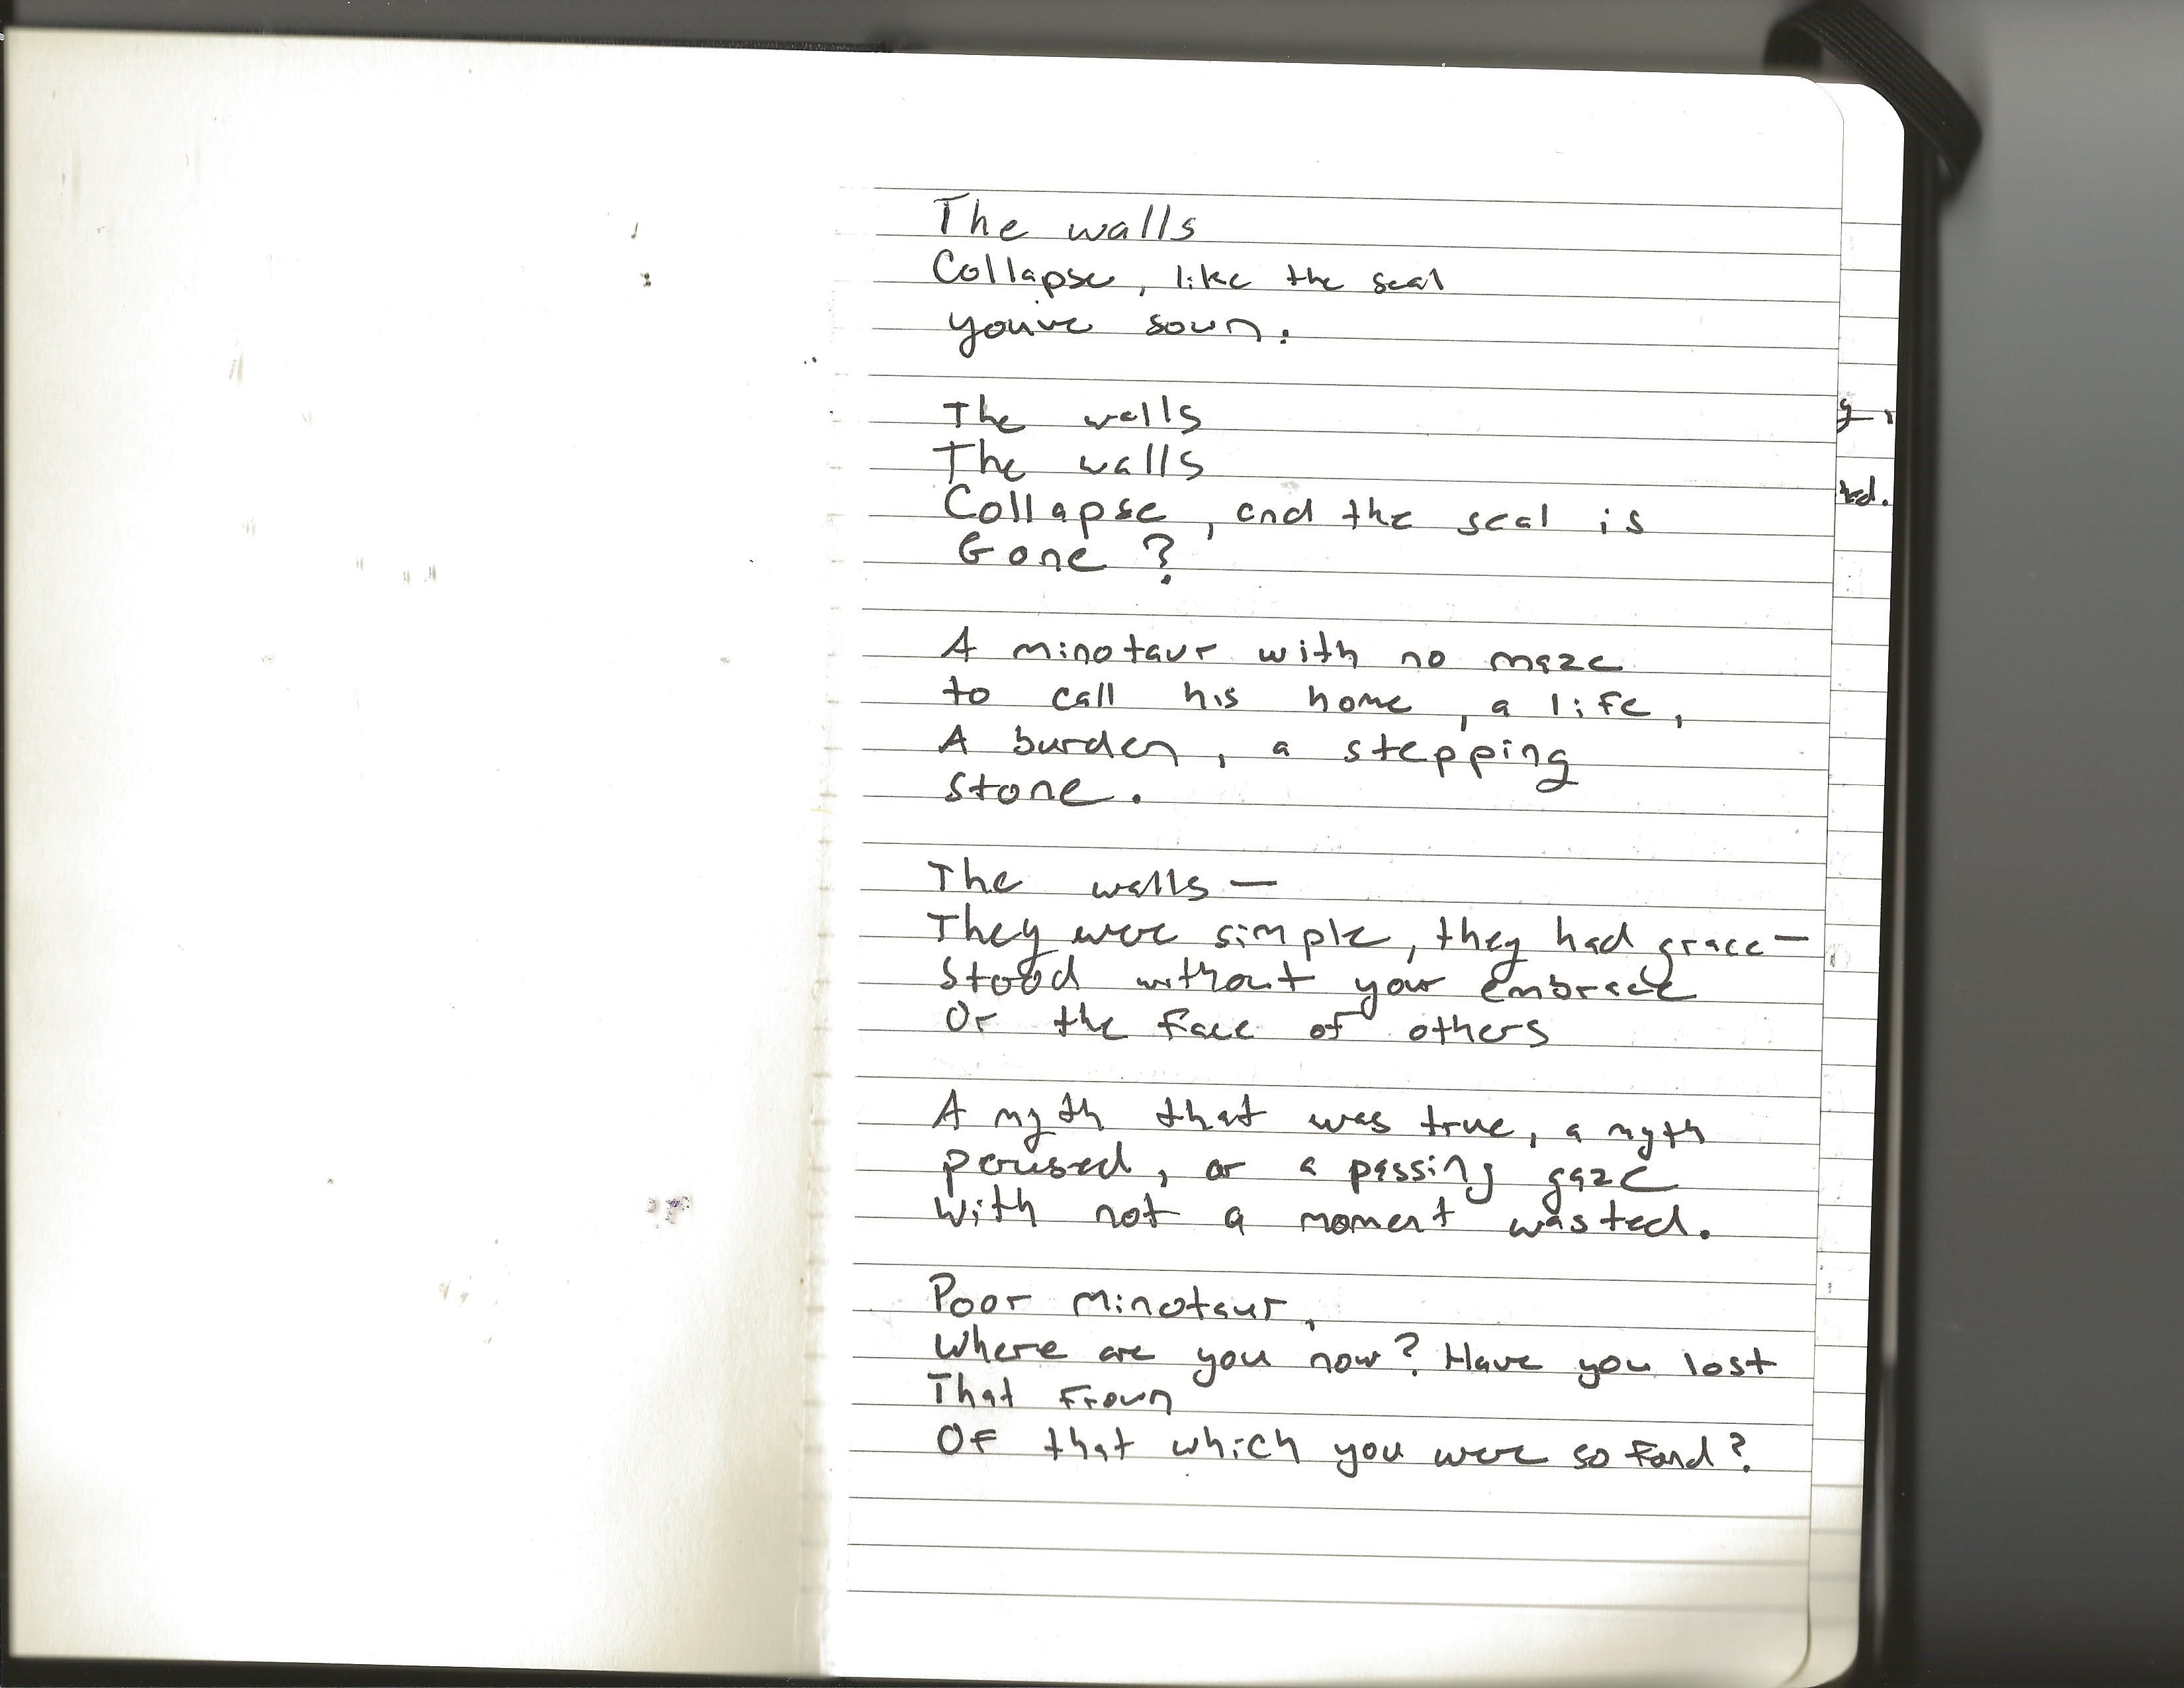 The walls
Collapse, like the seal
you've sown.
The walls
The walls
Collapse, and the seal is
Gone?
A minotaur with no maze
to call his home, a life,
A burden, a stepping
stone.
The walls—
They were simple, they had grace—
Stood without your embrace
Or the face of others
A myth that was true, a myth
perused, or a passing gaze
With not a moment wasted.
Poor Minotaur,
Where are you now? Have you lost
That frown
Of that which you were so fond?
g,
ted.